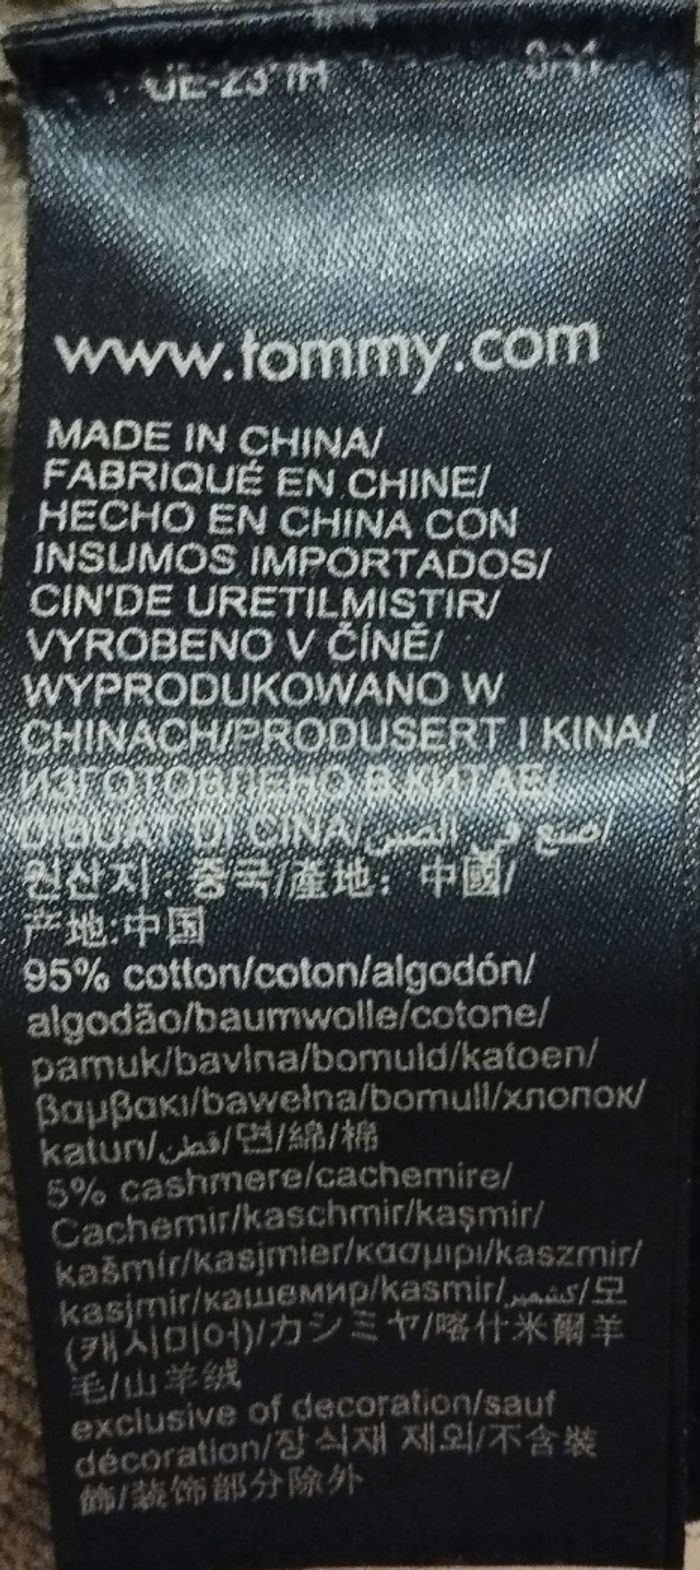 www.tommy.com
MADE IN CHINA/
FABRIQUÉ EN CHINE/
HECHO EN CHINA CON
INSUMOS IMPORTADOS/
CIN'DE URETILMISTIR/
VYROBENO V ČÍNĚ/
WYPRODUKOWANO W
CHINACH/PRODUSERT I KINA/
ИЗГОТОВЛЕНО В КИТАЕ/
DIBUAT DI CINA/صنع في الصين/
원산지 : 중국/產地: 中國/
产地:中国
95% cotton/coton/algodón/
algodão/baumwolle/cotone/
pamuk/bavlna/bomuld/katoen/
βαμβακι/bawełna/bomull/хлопок/
katun/قطن/면/綿/棉
5% cashmere/cachemire/
Cachemir/kaschmir/kaşmir/
kašmír/kasjmier/κασμιρι/kaszmir/
kasjmir/кашемир/kasmir/كشمير/모
(캐시미어)/カシミヤ/喀什米爾羊
毛/山羊绒
exclusive of decoration/sauf
décoration/장식재 제외/不含裝
飾/装饰部分除外